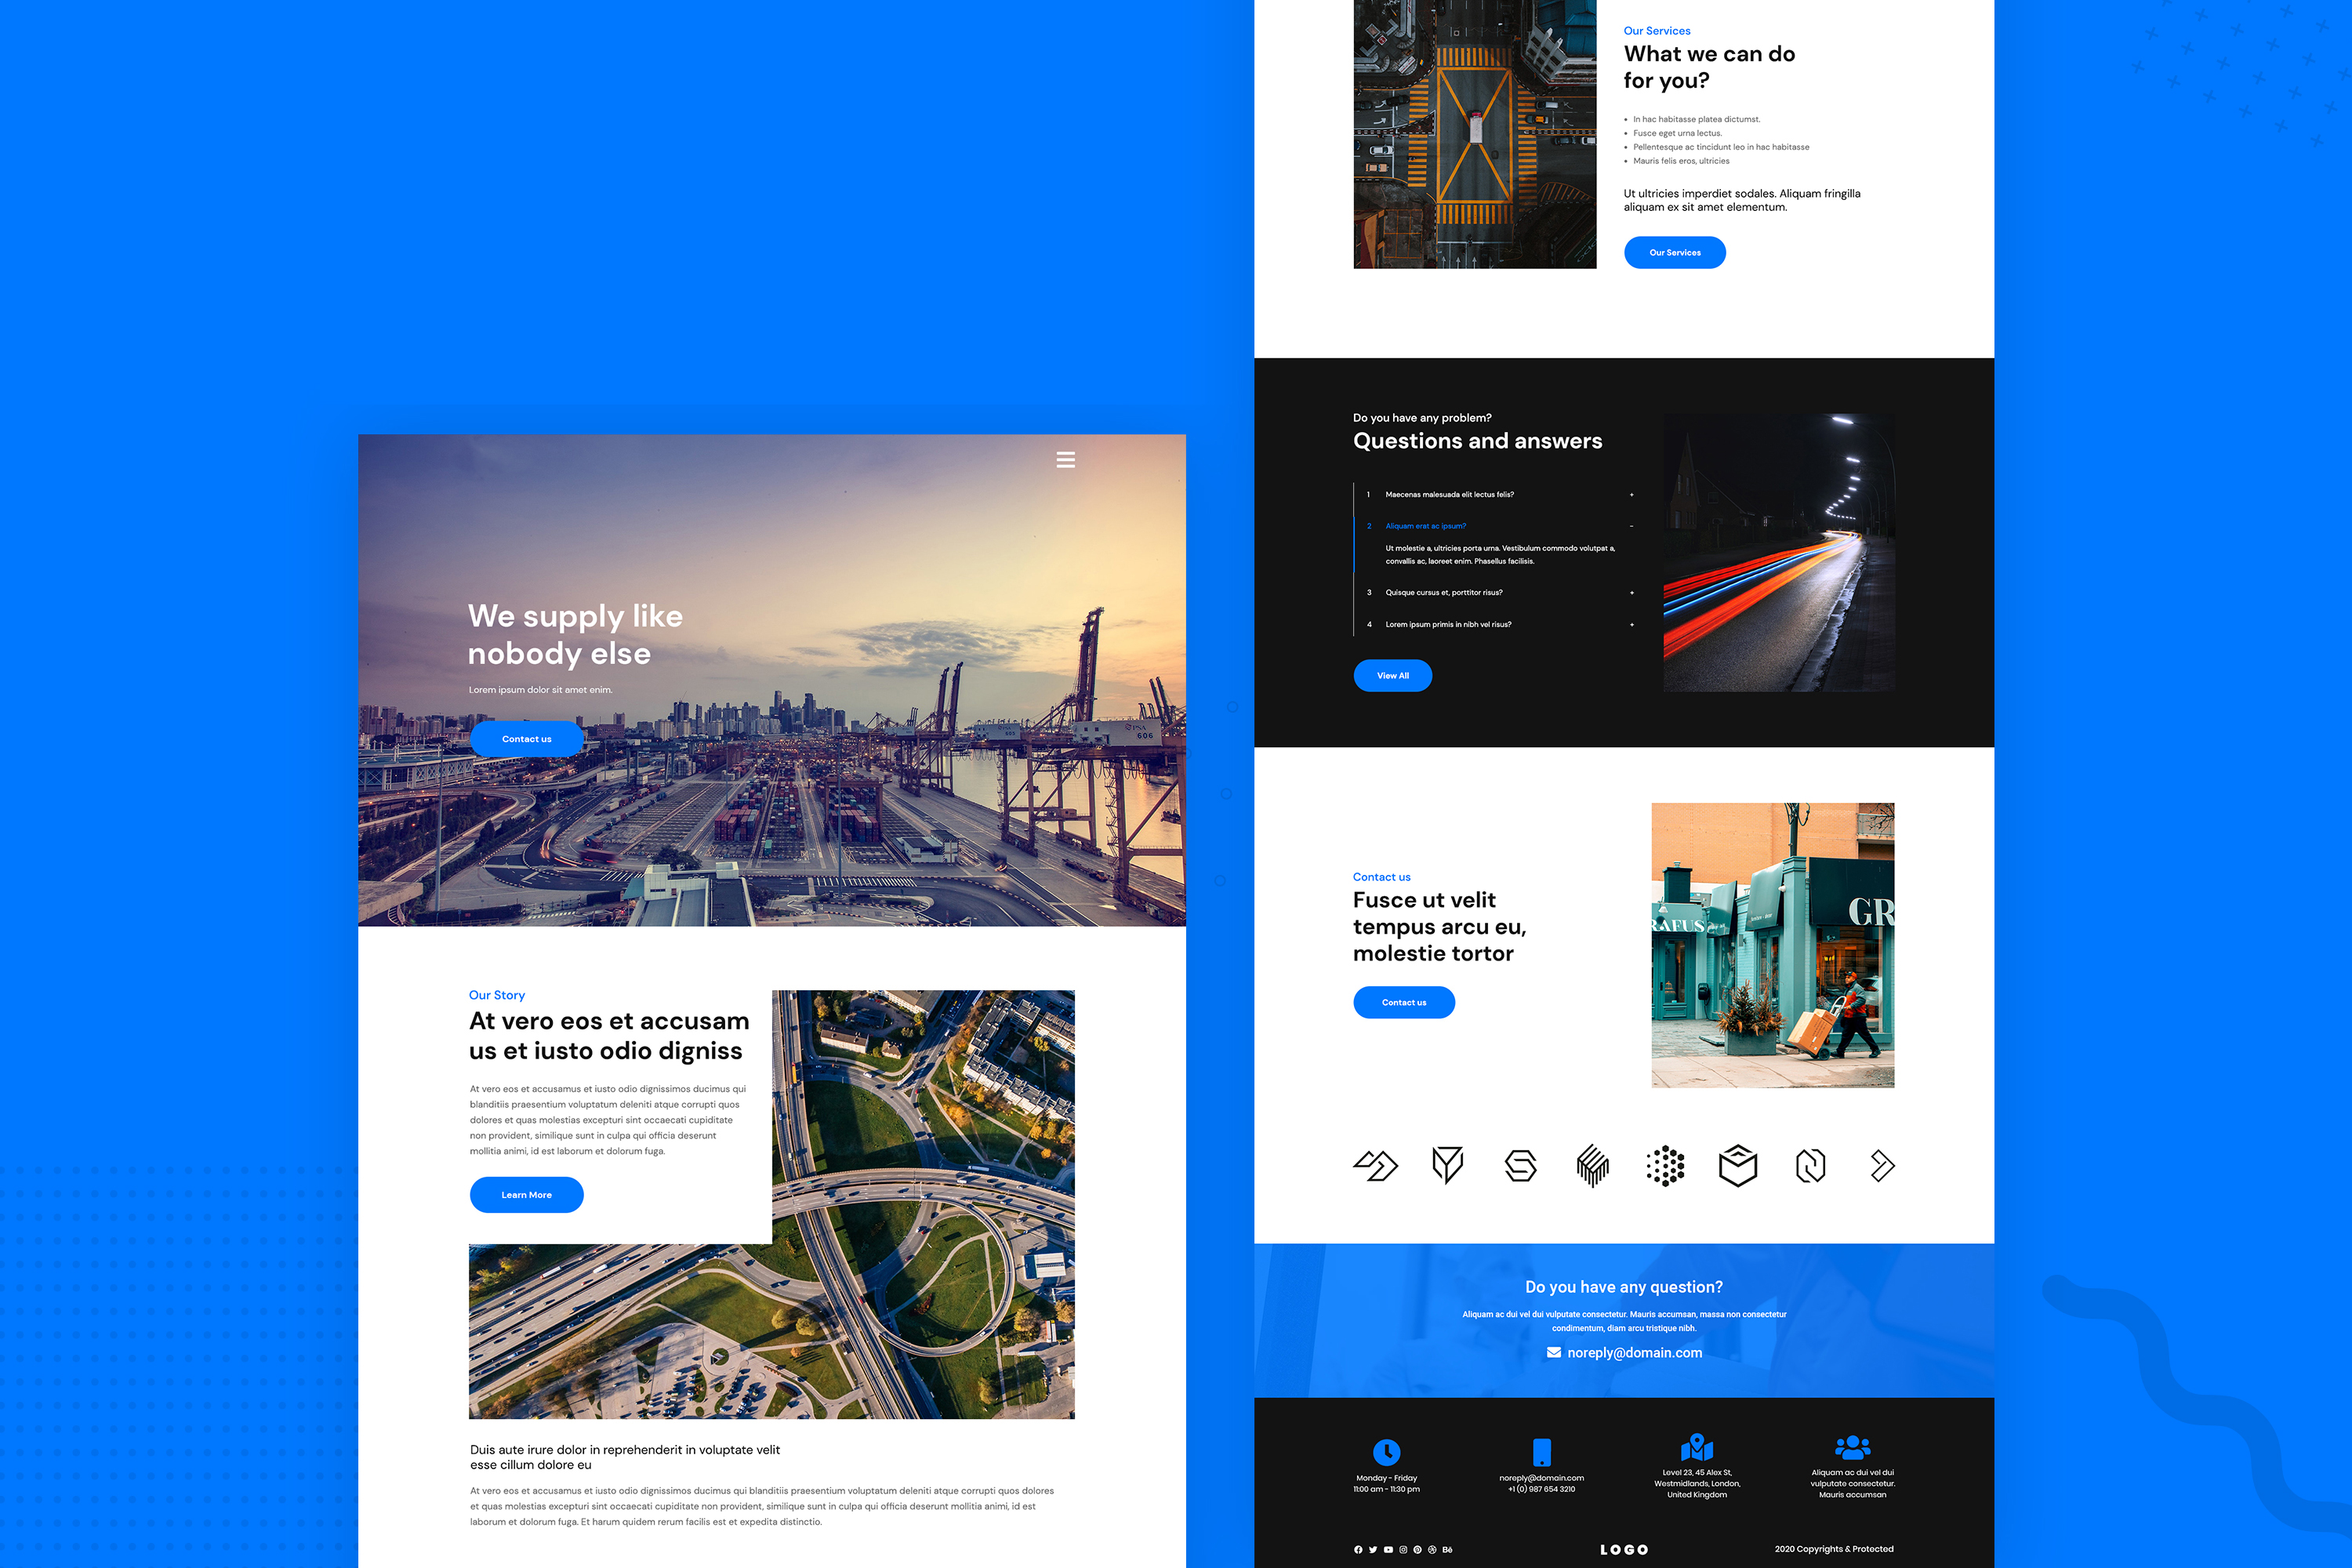 We supply like
nobody else
Lorem ipsum dolor sit amet enim.
Contact us
PSA
606
Our Story
At vero eos et accusam
us et iusto odio digniss
At vero eos et accusamus et iusto odio dignissimos ducimus qui
blanditiis praesentium voluptatum deleniti atque corrupti quos
dolores et quas molestias excepturi sint occaecati cupiditate
non provident, similique sunt in culpa qui officia deserunt
mollitia animi, id est laborum et dolorum fuga.
Learn More
Duis aute irure dolor in reprehenderit in voluptate velit
esse cillum dolore eu
At vero eos et accusamus et iusto odio dignissimos ducimus qui blanditiis praesentium voluptatum deleniti atque corrupti quos dolores
et quas molestias excepturi sint occaecati cupiditate non provident, similique sunt in culpa qui officia deserunt mollitia animi, id est
laborum et dolorum fuga. Et harum quidem rerum facilis est et expedita distinctio.
Our Services
What we can do
for you?
• In hac habitasse platea dictumst.
• Fusce eget urna lectus.
• Pellentesque ac tincidunt leo in hac habitasse
• Mauris felis eros, ultricies
Ut ultricies imperdiet sodales. Aliquam fringilla
aliquam ex sit amet elementum.
Our Services
Do you have any problem?
Questions and answers
1 Maecenas malesuada elit lectus felis? +
2 Aliquam erat ac ipsum? -
Ut molestie a, ultricies porta urna. Vestibulum commodo volutpat a,
convallis ac, laoreet enim. Phasellus facilisis.
3 Quisque cursus et, porttitor risus? +
4 Lorem ipsum primis in nibh vel risus? +
View All
Contact us
Fusce ut velit
tempus arcu eu,
molestie tortor
Contact us
RAEUS
GR
Do you have any question?
Aliquam ac dui vel dui vulputate consectetur. Mauris accumsan, massa non consectetur
condimentum, diam arcu tristique nibh.
noreply@domain.com
Monday - Friday
11:00 am - 11:30 pm
noreply@domain.com
+1 (0) 987 654 3210
Level 23, 45 Alex St,
Westmidlands, London,
United Kingdom
Aliquam ac dui vel dui
vulputate consectetur.
Mauris accumsan
Bē
LOGO
2020 Copyrights & Protected